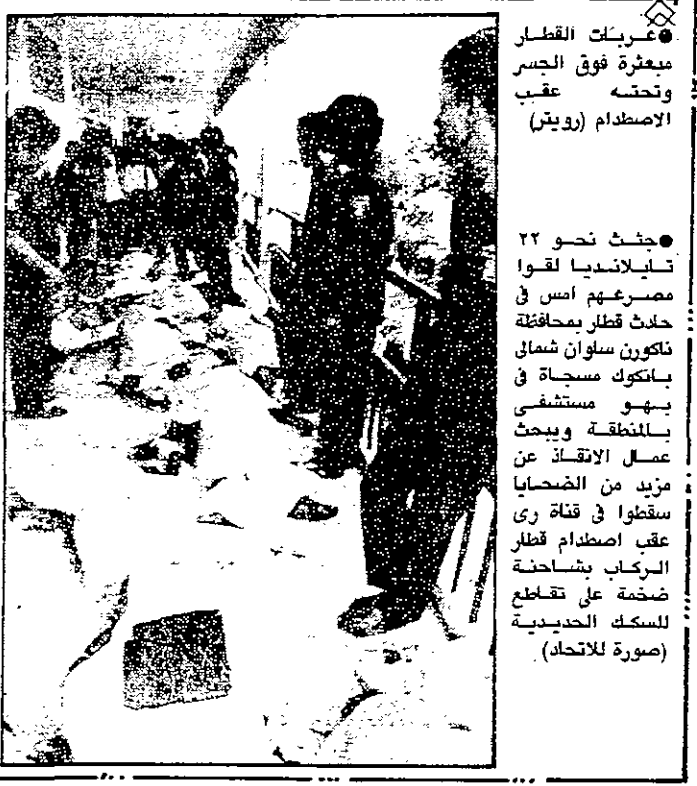 ●عربات القطار
مبعثرة فوق الجسر
وتحته عقب
الاصطدام (رويتر)
●جثث نحو ٢٢
تايلانديا لقوا
مصرعهم امس في
حادث قطار بمحافظة
ناكورن سلوان شمالي
بانكوك مسجاة في
بهو مستشفى
بالمنطقة ويبحث
عمال الانقاذ عن
مزيد من الضحايا
سقطوا في قناة رى
عقب اصطدام قطار
الركاب بشاحنة
ضخمة على تقاطع
للسكك الحديدية
(صورة للاتحاد)